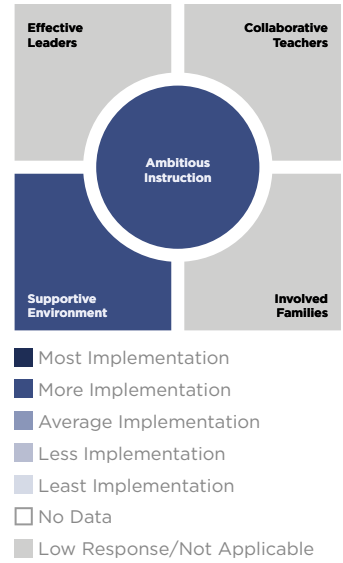 Effective
Leaders
Collaborative
Teachers
Ambitious
Instruction
Supportive
Environment
Involved
Families
Most Implementation
More Implementation
Average Implementation
Less Implementation
Least Implementation
No Data
Low Response/Not Applicable